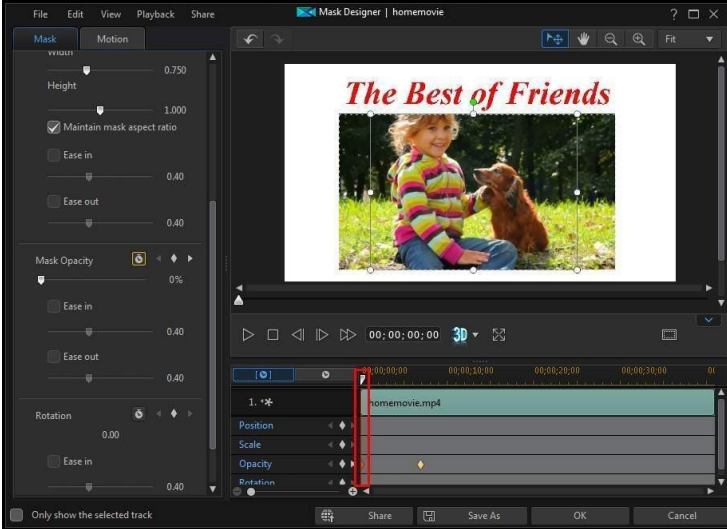 File Edit View Playback Share Mask Designer | homemovie ?
Mask Motion Fit
Width
0.750
Height
1.000
Maintain mask aspect ratio
Ease in
0.40
Ease out
0.40
Mask Opacity
0%
Ease in
0.40
Ease out
0.40
Rotation
0.00
Ease in
0.40
The Best of Friends
00; 00; 00; 00 3D
00;00;00;00 00;00;10;00 00;00;20;00 00;00;30;00
1. homemovie.mp4
Position
Scale
Opacity
Rotation
Only show the selected track Share Save As OK Cancel